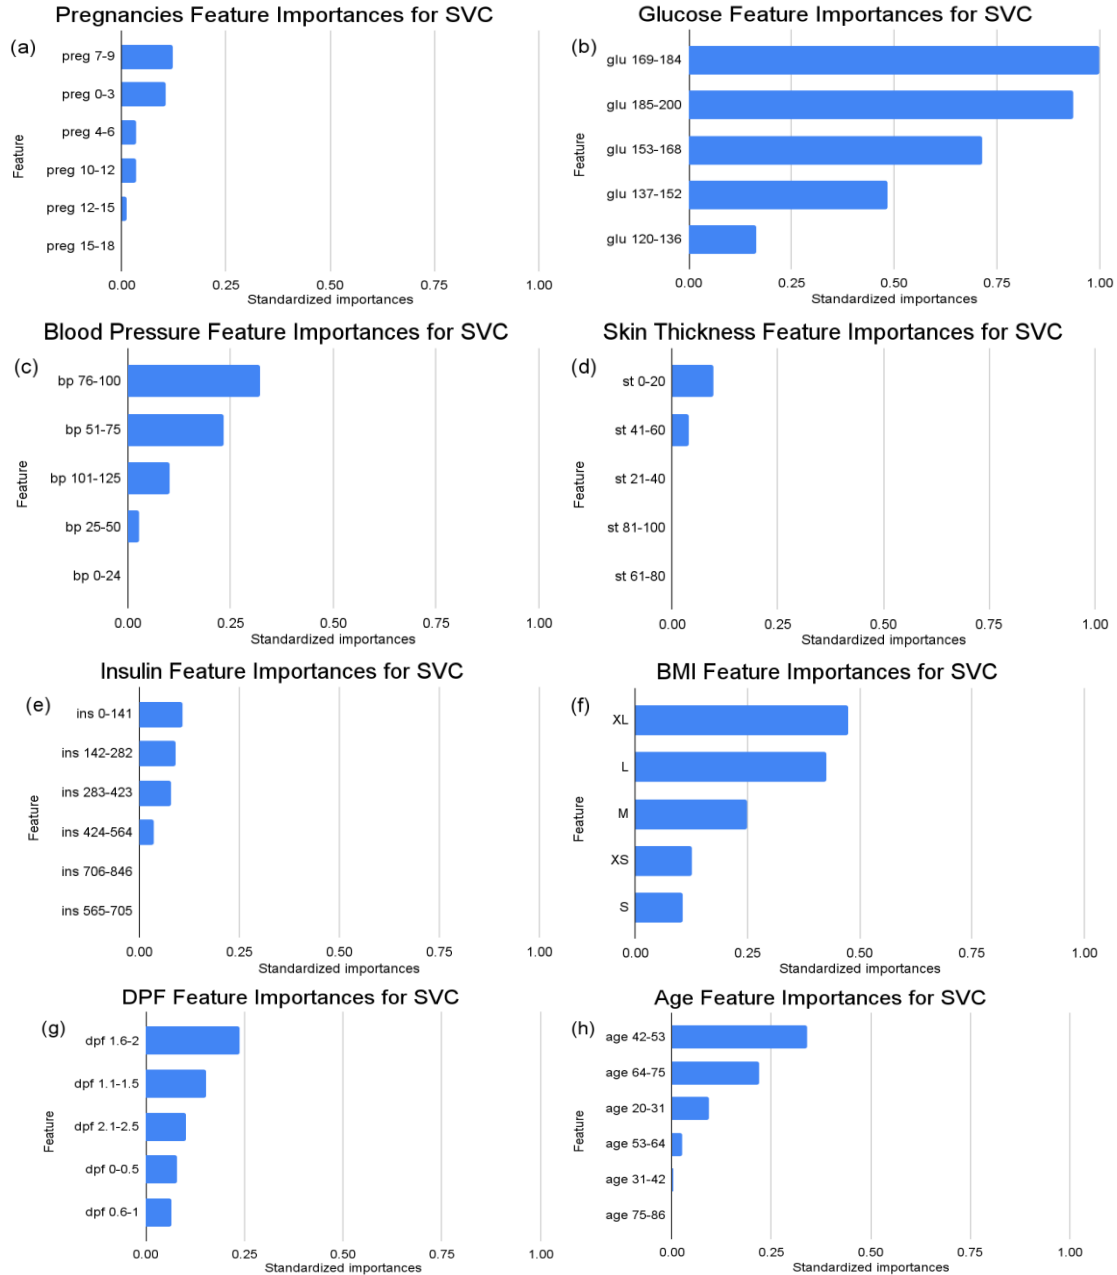 Pregnancies Feature Importances for SVC
(a)
Feature
preg 7-9
preg 0-3
preg 4-6
preg 10-12
preg 12-15
preg 15-18
0.00 0.25 0.50 0.75 1.00
Standardized importances
Glucose Feature Importances for SVC
(b)
Feature
glu 169-184
glu 185-200
glu 153-168
glu 137-152
glu 120-136
0.00 0.25 0.50 0.75 1.00
Standardized importances
Blood Pressure Feature Importances for SVC
(c)
Feature
bp 76-100
bp 51-75
bp 101-125
bp 25-50
bp 0-24
0.00 0.25 0.50 0.75 1.00
Standardized importances
Skin Thickness Feature Importances for SVC
(d)
Feature
st 0-20
st 41-60
st 21-40
st 81-100
st 61-80
0.00 0.25 0.50 0.75 1.00
Standardized importances
Insulin Feature Importances for SVC
(e)
Feature
ins 0-141
ins 142-282
ins 283-423
ins 424-564
ins 706-846
ins 565-705
0.00 0.25 0.50 0.75 1.00
Standardized importances
BMI Feature Importances for SVC
(f)
Feature
XL
L
M
XS
S
0.00 0.25 0.50 0.75 1.00
Standardized importances
DPF Feature Importances for SVC
(g)
Feature
dpf 1.6-2
dpf 1.1-1.5
dpf 2.1-2.5
dpf 0-0.5
dpf 0.6-1
0.00 0.25 0.50 0.75 1.00
Standardized importances
Age Feature Importances for SVC
(h)
Feature
age 42-53
age 64-75
age 20-31
age 53-64
age 31-42
age 75-86
0.00 0.25 0.50 0.75 1.00
Standardized importances